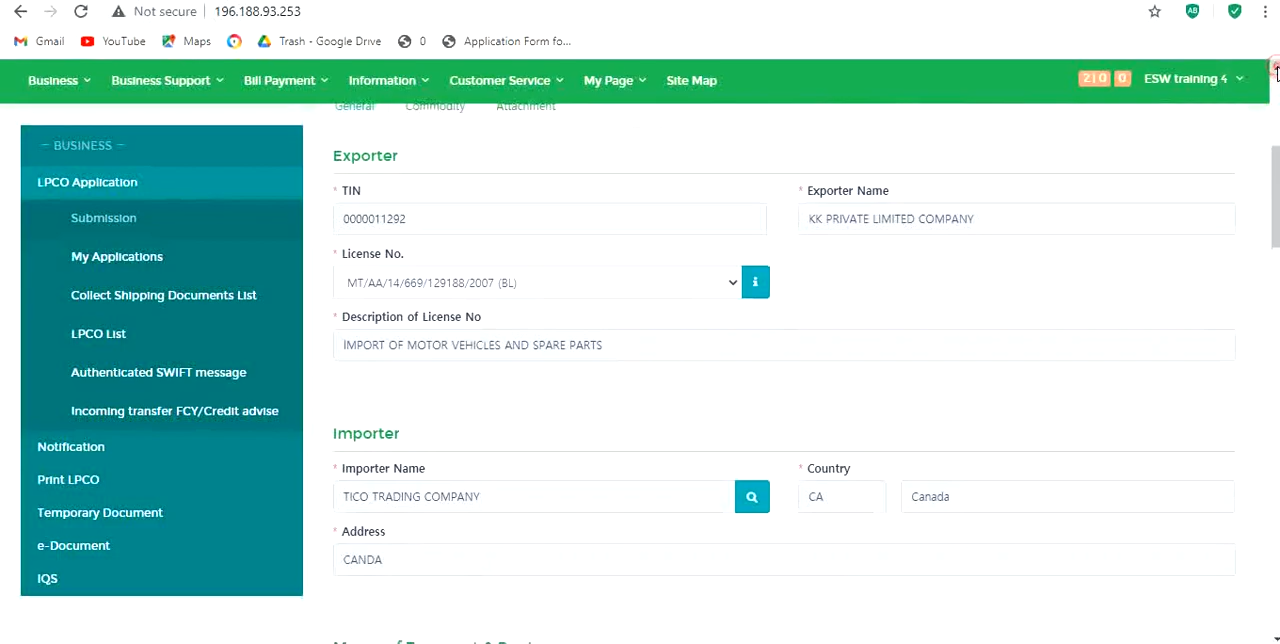 Not secure 196.188.93.253
Gmail YouTube Maps Trash - Google Drive 0 Application Form fo...
Business Business Support Bill Payment Information Customer Service My Page Site Map 2|0 0 ESW training 4
General Commodity Attachment
— BUSINESS —
LPCO Application
Submission
My Applications
Collect Shipping Documents List
LPCO List
Authenticated SWIFT message
Incoming transfer FCY/Credit advise
Notification
Print LPCO
Temporary Document
e-Document
IQS
Exporter
* TIN * Exporter Name
0000011292 KK PRIVATE LIMITED COMPANY
* License No.
MT/AA/14/669/129188/2007 (BL)
* Description of License No
IMPORT OF MOTOR VEHICLES AND SPARE PARTS
Importer
* Importer Name * Country
TICO TRADING COMPANY CA Canada
* Address
CANDA